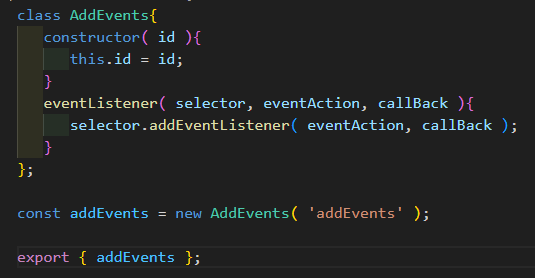 class AddEvents{
constructor( id ){
this.id = id;
}
eventListener( selector, eventAction, callBack ){
selector.addEventListener( eventAction, callBack );
}
};
const addEvents = new AddEvents( 'addEvents' );
export { addEvents };